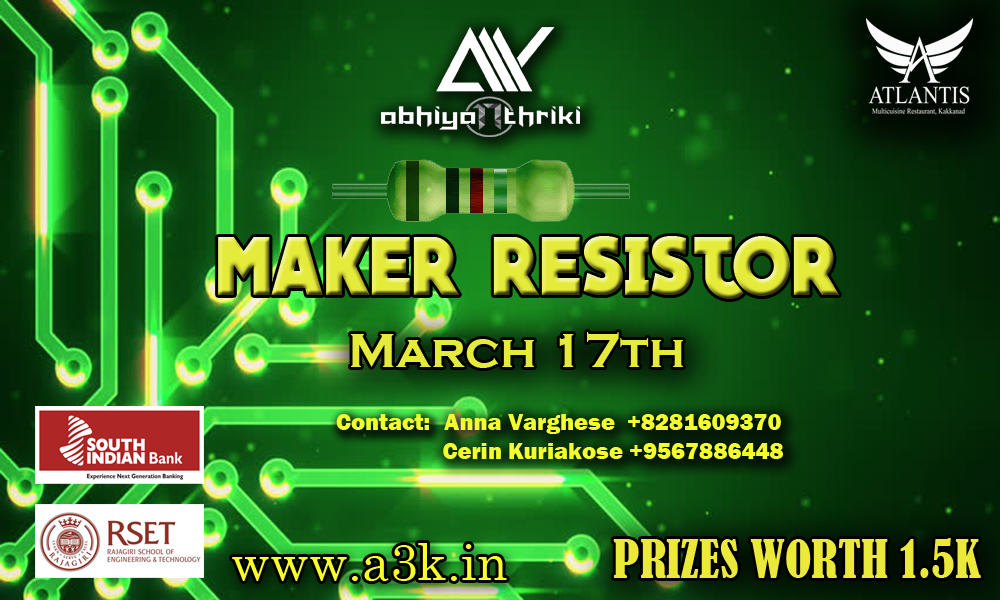 abhiyanthriki
ATLANTIS
Multicuisine Restaurant, Kakkanad
MAKER RESISTOR
MARCH 17TH
Contact: Anna Varghese +8281609370
Cerin Kuriakose +9567886448
SOUTH
INDIAN Bank
Experience Next Generation Banking
RSET
RAJAGIRI SCHOOL OF
ENGINEERING & TECHNOLOGY
RAJAGIRI
www.a3k.in
PRIZES WORTH 1.5K